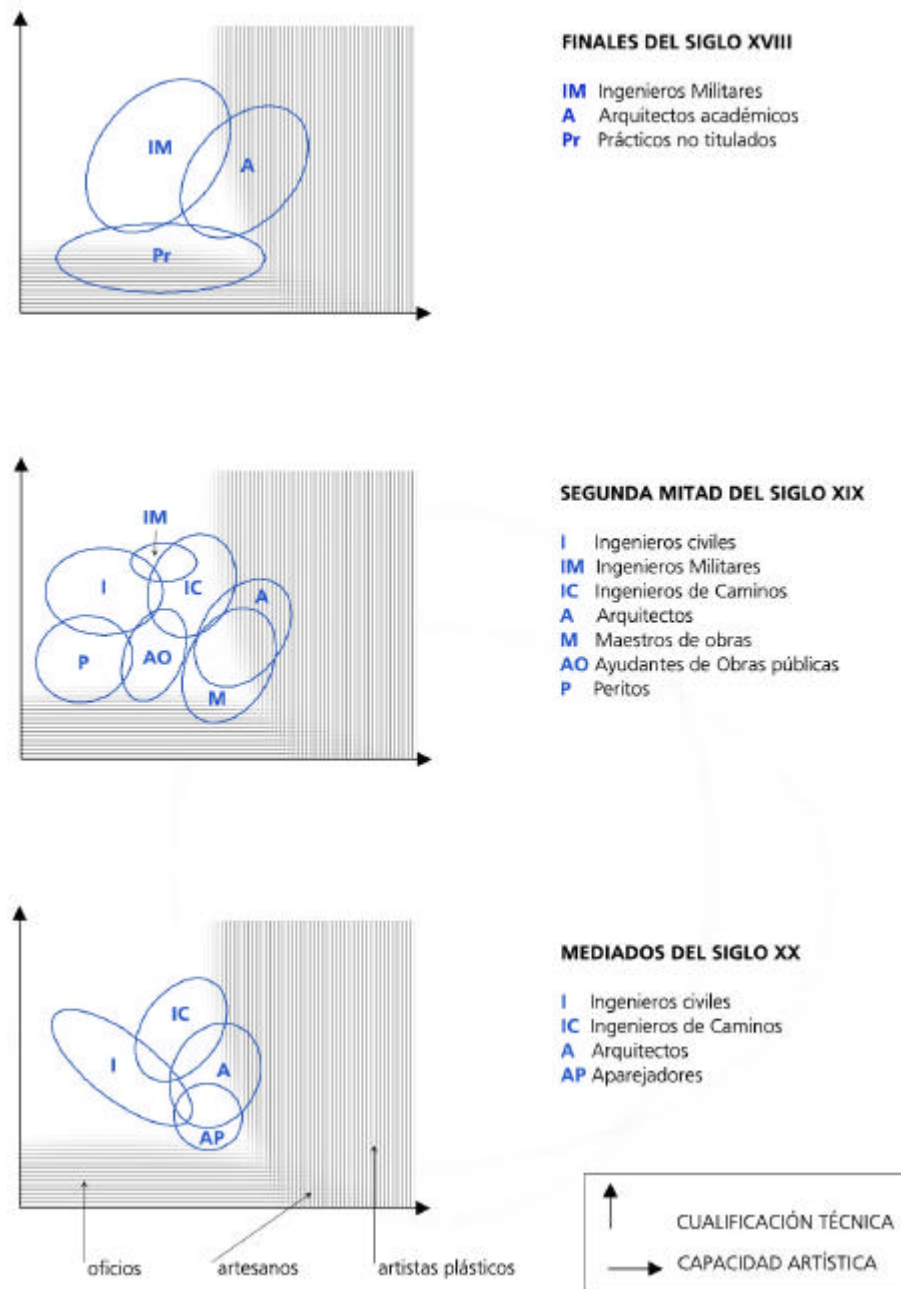 FINALES DEL SIGLO XVIII
IM Ingenieros Militares
A Arquitectos académicos
Pr Prácticos no titulados
IM
A
Pr
SEGUNDA MITAD DEL SIGLO XIX
I Ingenieros civiles
IM Ingenieros Militares
IC Ingenieros de Caminos
A Arquitectos
M Maestros de obras
AO Ayudantes de Obras públicas
P Peritos
IM
I
IC
A
P
AO
M
MEDIADOS DEL SIGLO XX
I Ingenieros civiles
IC Ingenieros de Caminos
A Arquitectos
AP Aparejadores
IC
I
A
AP
oficios
artesanos
artistas plásticos
CUALIFICACIÓN TÉCNICA
CAPACIDAD ARTÍSTICA